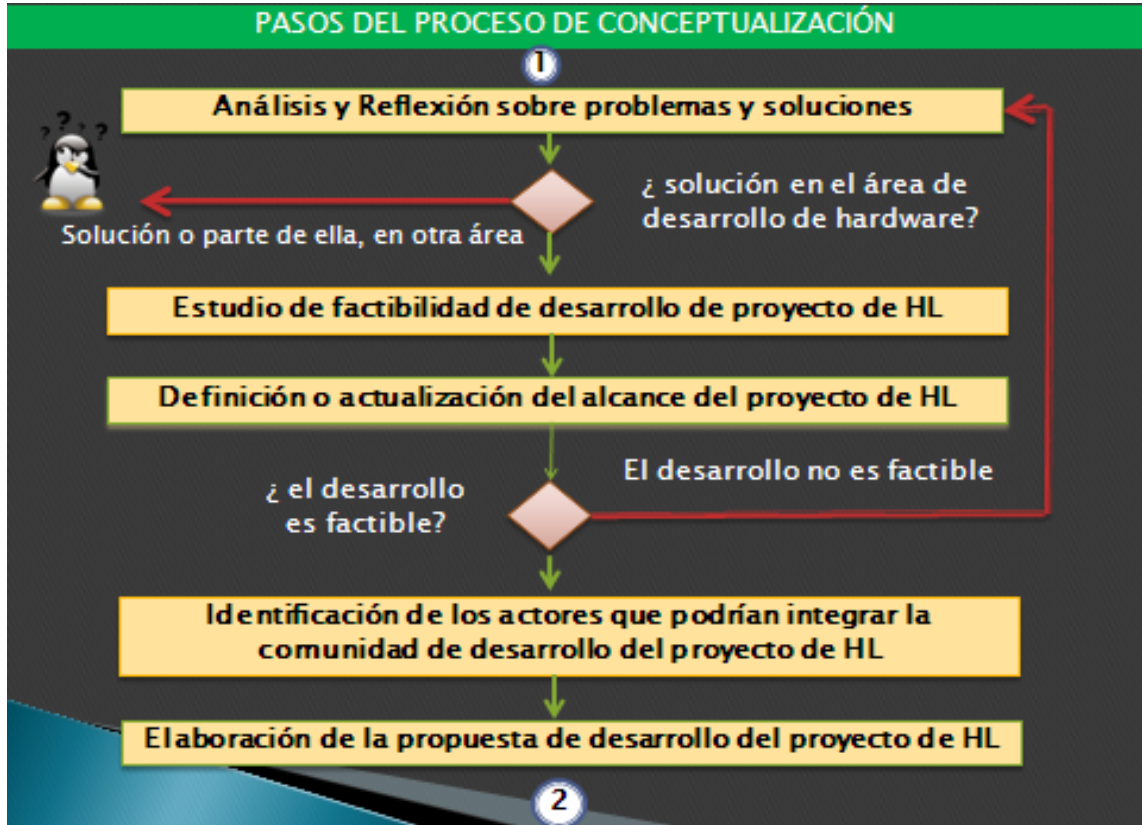 PASOS DEL PROCESO DE CONCEPTUALIZACIÓN
1
Análisis y Reflexión sobre problemas y soluciones
? ? ? ?
¿ solución en el área de
desarrollo de hardware?
Solución o parte de ella, en otra área
Estudio de factibilidad de desarrollo de proyecto de HL
Definición o actualización del alcance del proyecto de HL
El desarrollo no es factible
¿ el desarrollo
es factible?
Identificación de los actores que podrían integrar la
comunidad de desarrollo del proyecto de HL
Elaboración de la propuesta de desarrollo del proyecto de HL
2